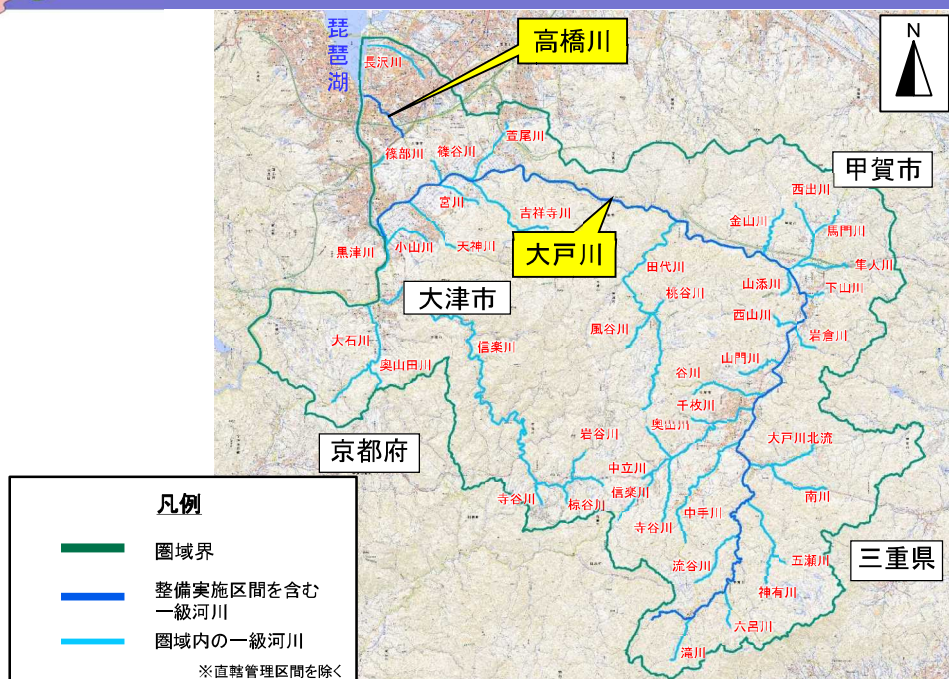 琵琶湖
高橋川
N
長沢川
萱尾川
篠部川
篠谷川
甲賀市
西出川
宮川
金山川
吉祥寺川
馬門川
黒津川
小山川
天神川
大戸川
田代川
隼人川
山添川
下山川
大津市
桃谷川
西山川
風谷川
岩倉川
大石川
信楽川
山門川
奥山田川
谷川
千枚川
奥出川
大戸川北流
京都府
岩谷川
中立川
信楽川
寺谷川
椋谷川
南川
中手川
寺谷川
五瀬川
三重県
流谷川
神有川
六呂川
滝川
凡例
圏域界
整備実施区間を含む
一級河川
圏域内の一級河川
※直轄管理区間を除く